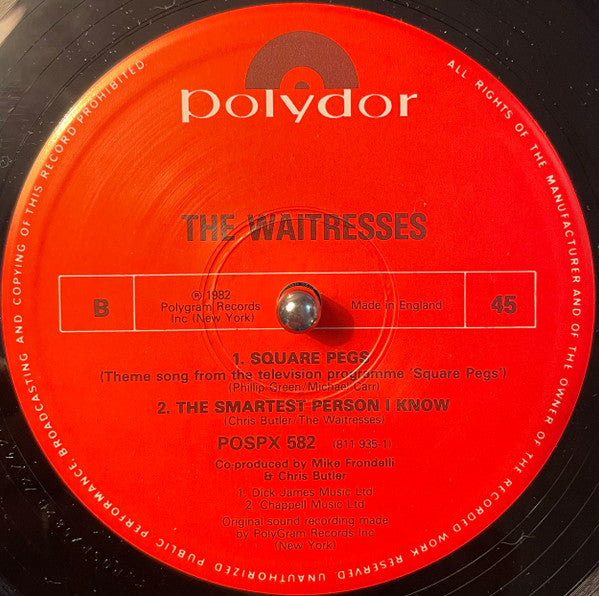 polydor
THE WAITRESSES
B
℗ 1982
Polygram Records
Inc (New York)
Made in England
45
1. SQUARE PEGS
(Theme song from the television programme 'Square Pegs')
(Phillip Green/Michael Carr)
2. THE SMARTEST PERSON I KNOW
(Chris Butler/The Waitresses)
POSPX 582 (811 935-1)
Co-produced by Mike Frondelli
& Chris Butler
1. Dick James Music Ltd
2. Chappell Music Ltd
Original sound recording made
by PolyGram Records Inc
(New York)
ALL RIGHTS OF THE MANUFACTURER AND OF THE OWNER OF THE RECORDED WORK RESERVED. UNAUTHORIZED PUBLIC PERFORMANCE, BROADCASTING AND COPYING OF THIS RECORD PROHIBITED